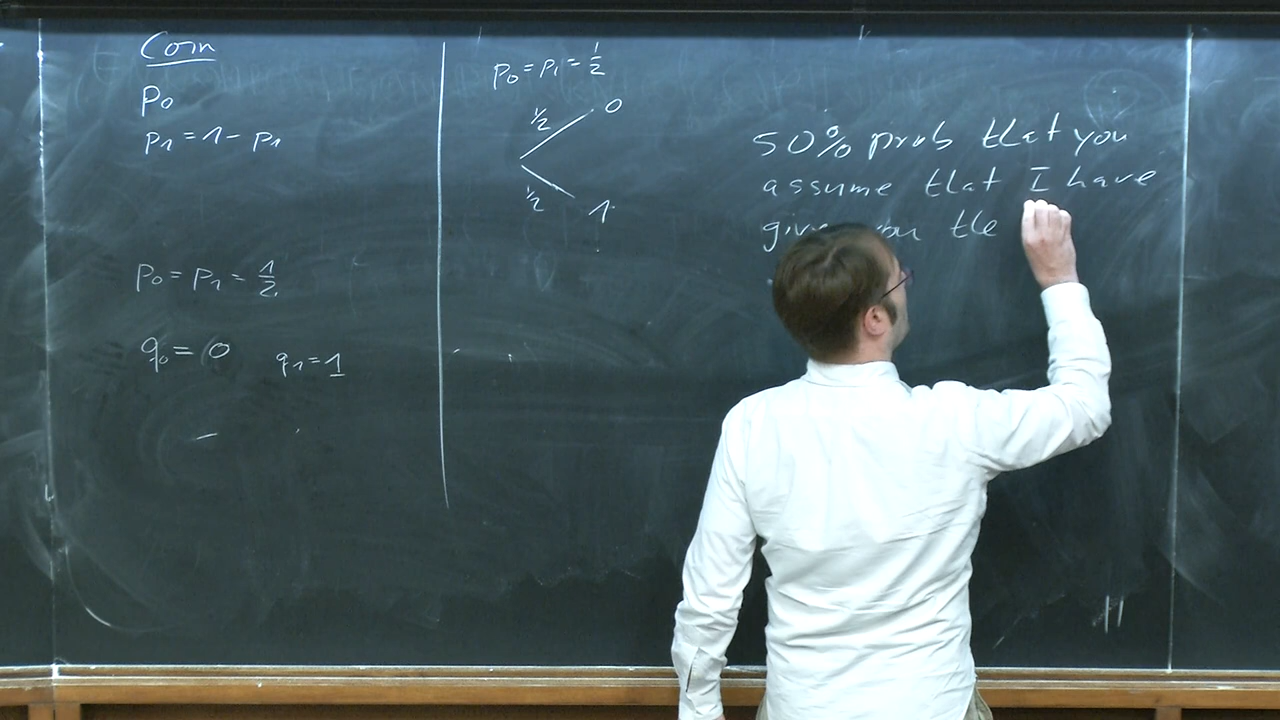 Coin
p0
p1 = 1 - p1
p0 = p1 = 1/2
q0 = 0 q1 = 1
p0 = p1 = 1/2
1/2 0
1/2 1
50% prob that you
assume that I have
given you the